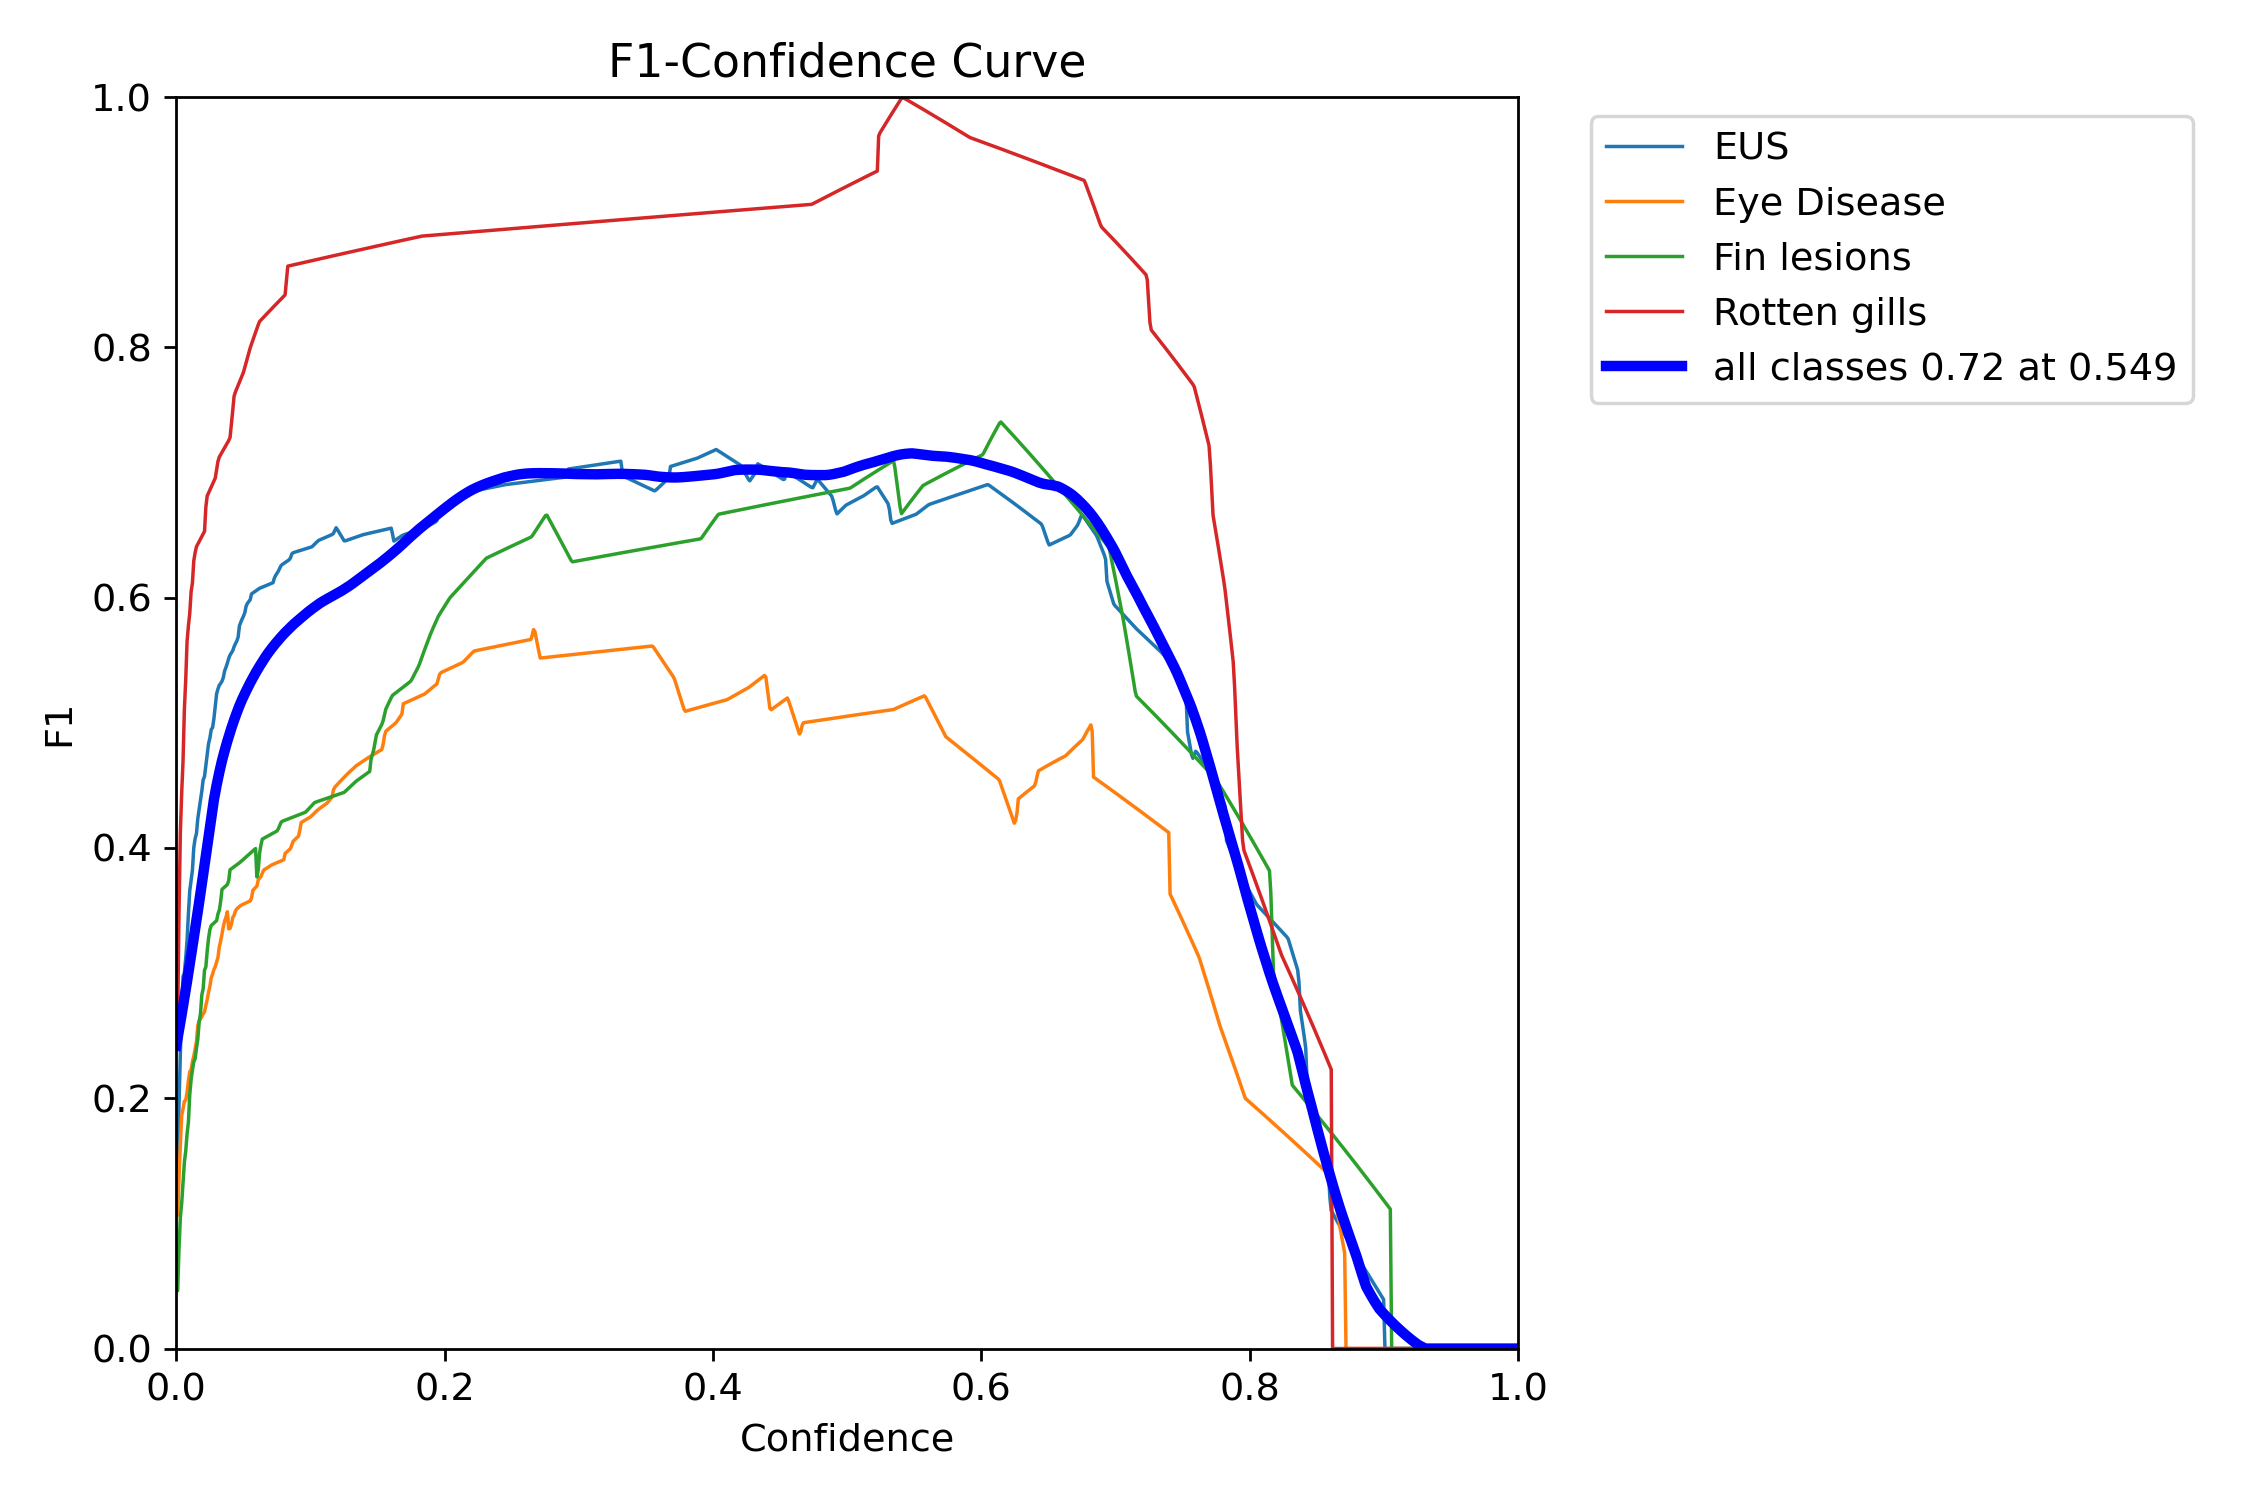 F1-Confidence Curve
1.0
0.8
0.6
0.4
0.2
0.0
F1
0.0 0.2 0.4 0.6 0.8 1.0
Confidence
EUS
Eye Disease
Fin lesions
Rotten gills
all classes 0.72 at 0.549